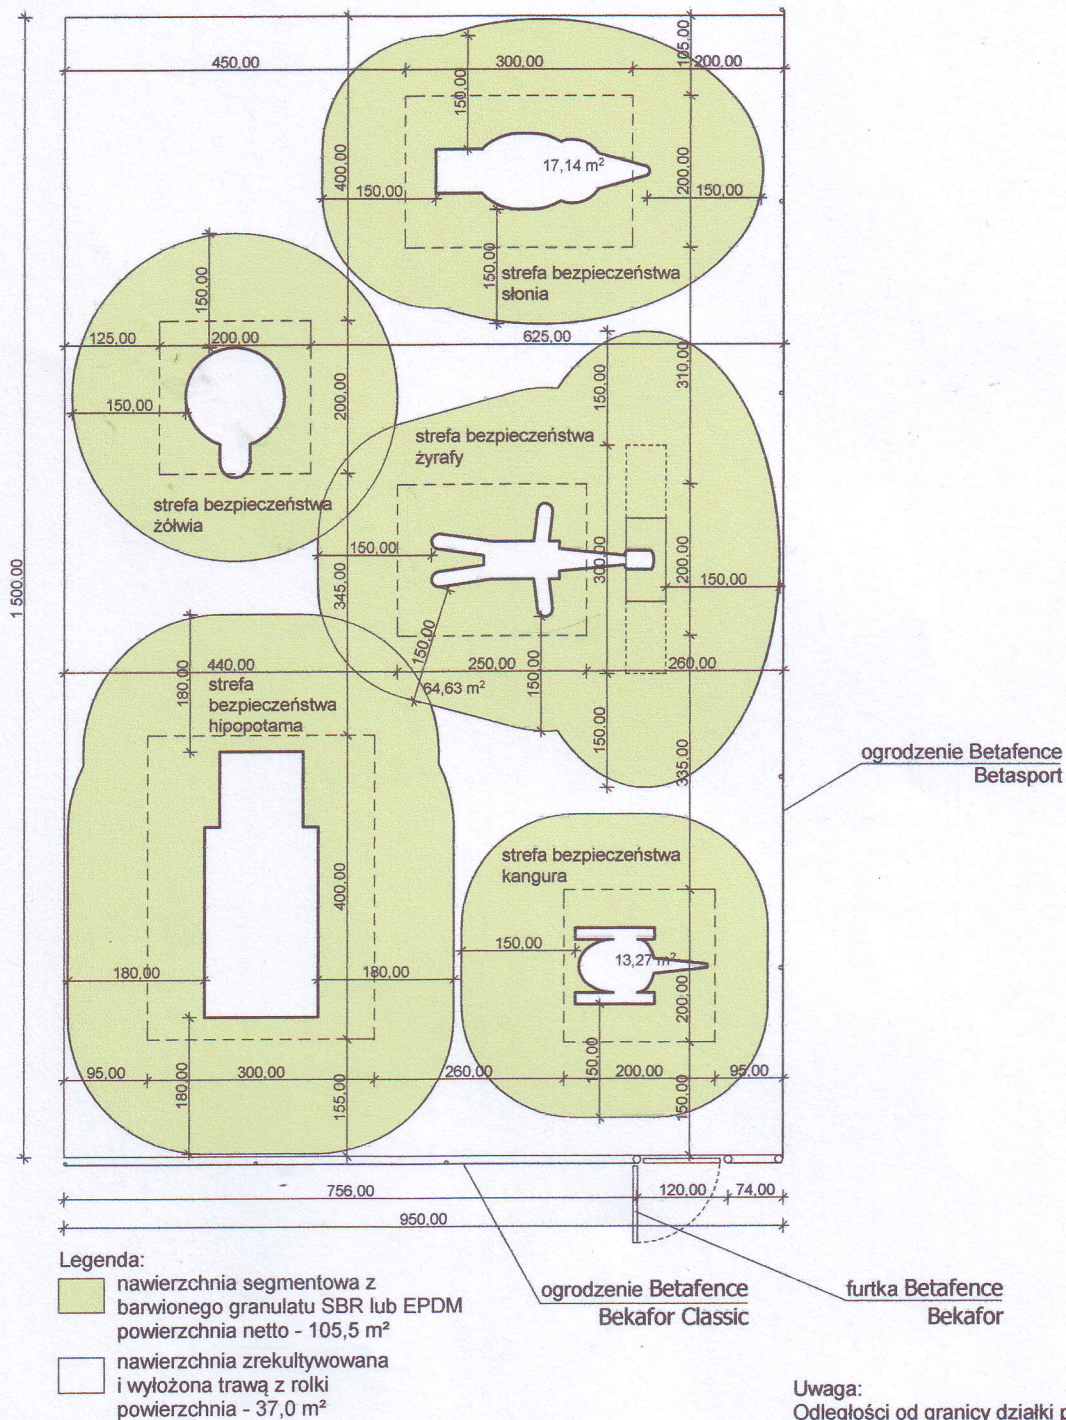 450,00
300,00
200,00
105,00
150,00
400,00
17,14 m²
200,00
150,00
150,00
150,00
strefa bezpieczeństwa
słonia
150,00
125,00
200,00
625,00
310,00
150,00
200,00
150,00
strefa bezpieczeństwa
żyrafy
strefa bezpieczeństwa
żółwia
150,00
345,00
300,00
200,00
150,00
1 500,00
150,00
440,00
250,00
260,00
180,00
strefa
bezpieczeństwa
hipopotama
64,63 m²
150,00
150,00
335,00
ogrodzenie Betafence
Betasport
strefa bezpieczeństwa
kangura
400,00
150,00
13,27 m²
180,00
180,00
200,00
95,00
300,00
260,00
200,00
95,00
180,00
155,00
150,00
150,00
756,00
120,00
74,00
950,00
Legenda:
nawierzchnia segmentowa z
barwionego granulatu SBR lub EPDM
powierzchnia netto - 105,5 m²
ogrodzenie Betafence
Bekafor Classic
furtka Betafence
Bekafor
nawierzchnia zrekultywowana
i wyłożona trawą z rolki
powierzchnia - 37,0 m²
Uwaga:
Odległości od granicy działki p